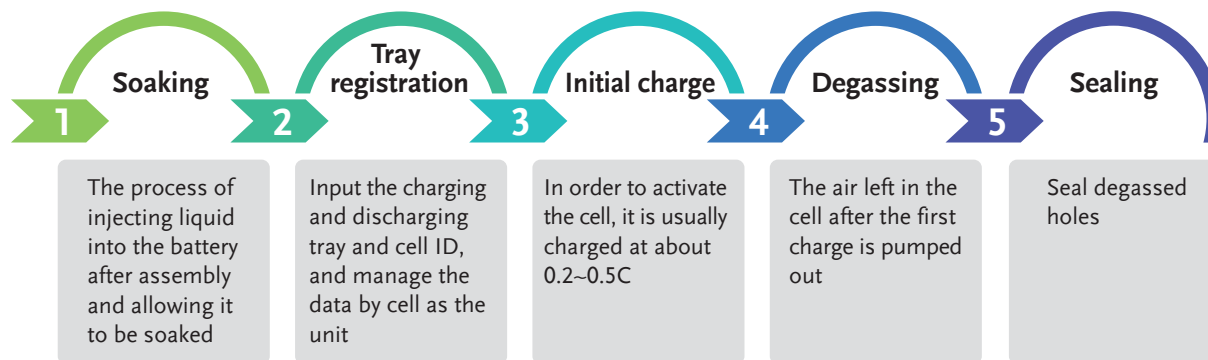 Soaking
1
The process of
injecting liquid
into the battery
after assembly
and allowing it
to be soaked
Tray
registration
2
Input the charging
and discharging
tray and cell ID,
and manage the
data by cell as the
unit
Initial charge
3
In order to activate
the cell, it is usually
charged at about
0.2~0.5C
Degassing
4
The air left in the
cell after the first
charge is pumped
out
Sealing
5
Seal degassed
holes